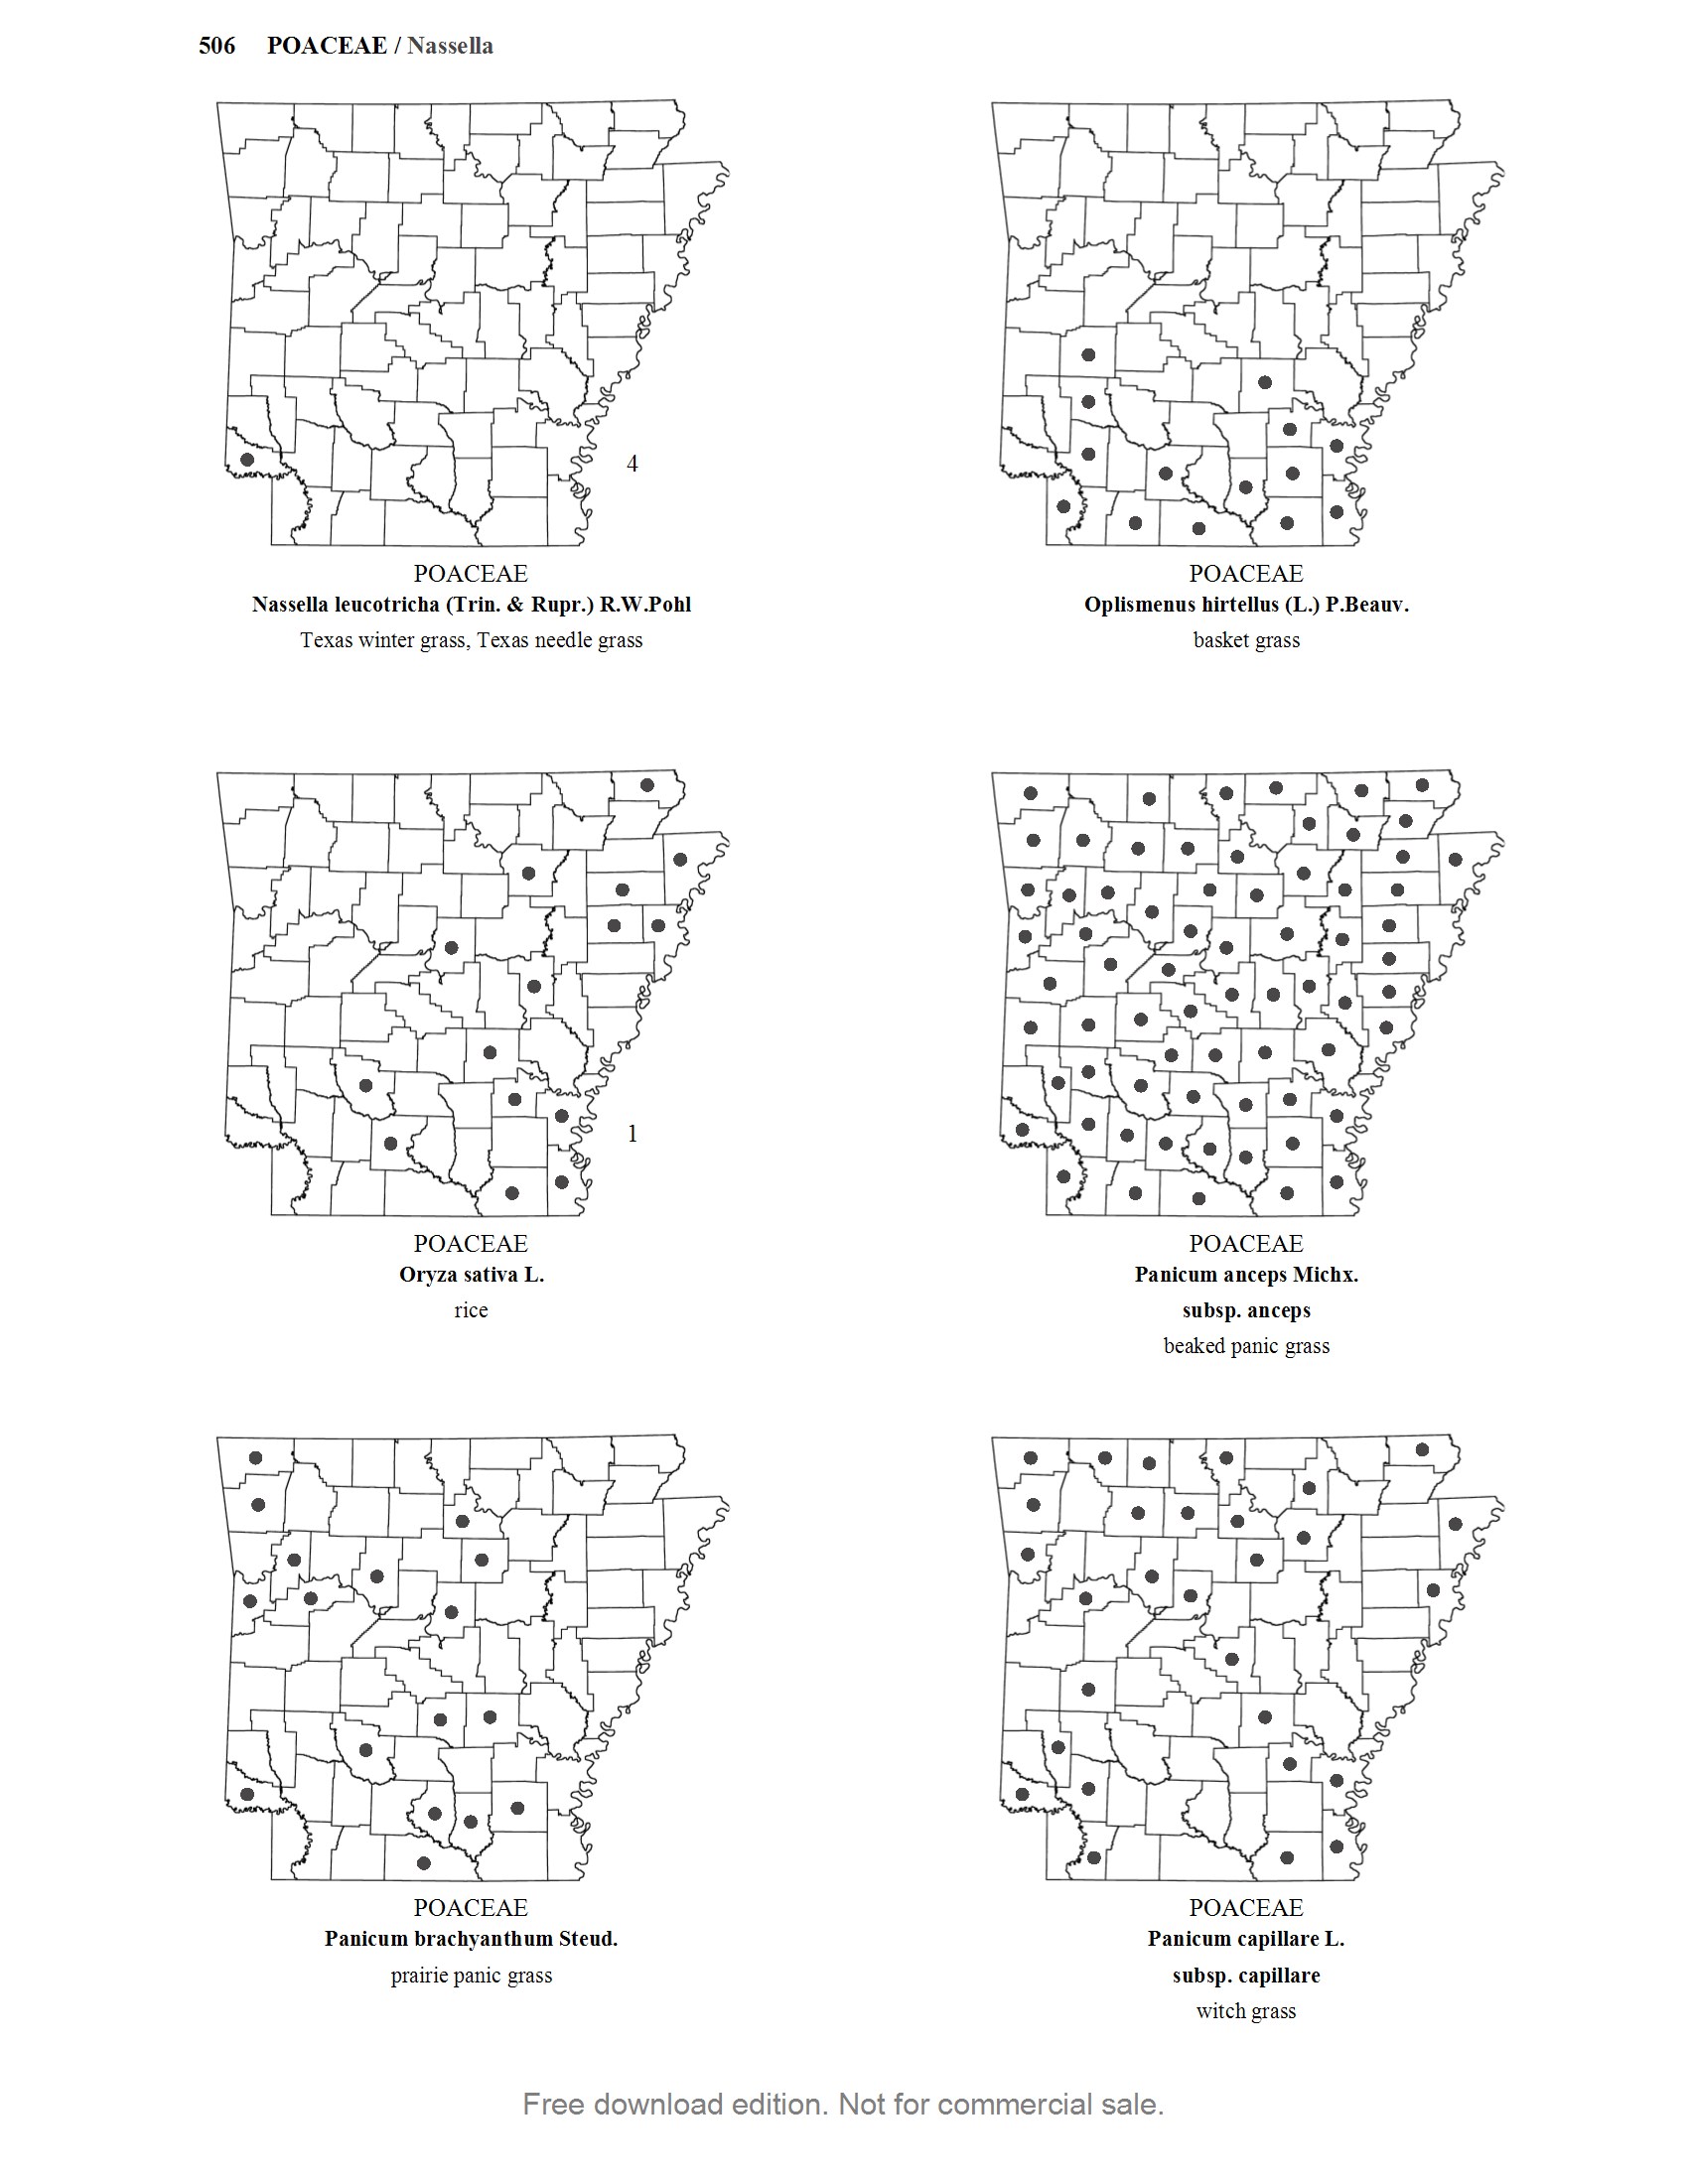 506 POACEAE / Nassella
4
POACEAE
Nassella leucotricha (Trin. & Rupr.) R.W.Pohl
Texas winter grass, Texas needle grass
POACEAE
Oplismenus hirtellus (L.) P.Beauv.
basket grass
1
POACEAE
Oryza sativa L.
rice
POACEAE
Panicum anceps Michx.
subsp. anceps
beaked panic grass
POACEAE
Panicum brachyanthum Steud.
prairie panic grass
POACEAE
Panicum capillare L.
subsp. capillare
witch grass
Free download edition. Not for commercial sale.